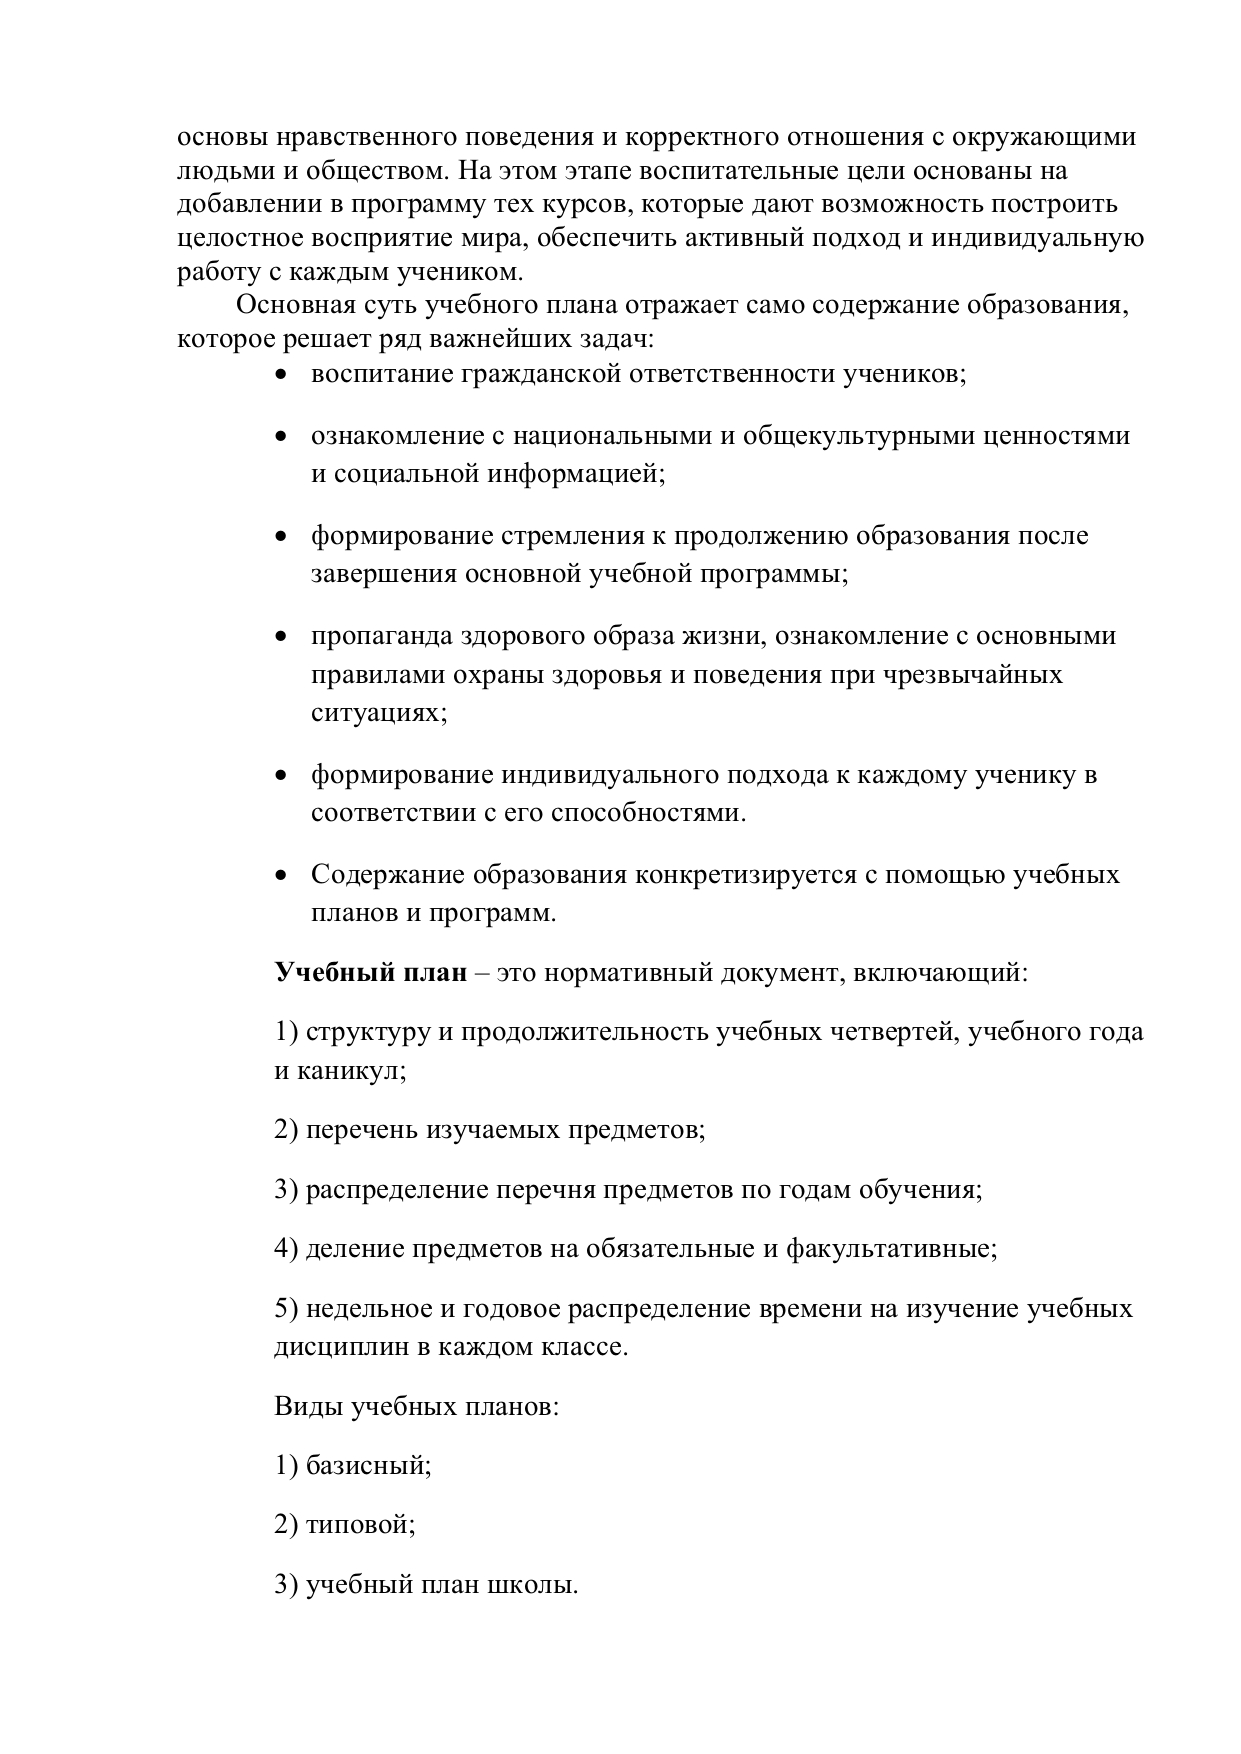 основы нравственного поведения и корректного отношения с окружающими
людьми и обществом. На этом этапе воспитательные цели основаны на
добавлении в программу тех курсов, которые дают возможность построить
целостное восприятие мира, обеспечить активный подход и индивидуальную
работу с каждым учеником.
Основная суть учебного плана отражает само содержание образования,
которое решает ряд важнейших задач:
• воспитание гражданской ответственности учеников;
• ознакомление с национальными и общекультурными ценностями
и социальной информацией;
• формирование стремления к продолжению образования после
завершения основной учебной программы;
• пропаганда здорового образа жизни, ознакомление с основными
правилами охраны здоровья и поведения при чрезвычайных
ситуациях;
• формирование индивидуального подхода к каждому ученику в
соответствии с его способностями.
• Содержание образования конкретизируется с помощью учебных
планов и программ.
Учебный план – это нормативный документ, включающий:
1) структуру и продолжительность учебных четвертей, учебного года
и каникул;
2) перечень изучаемых предметов;
3) распределение перечня предметов по годам обучения;
4) деление предметов на обязательные и факультативные;
5) недельное и годовое распределение времени на изучение учебных
дисциплин в каждом классе.
Виды учебных планов:
1) базисный;
2) типовой;
3) учебный план школы.